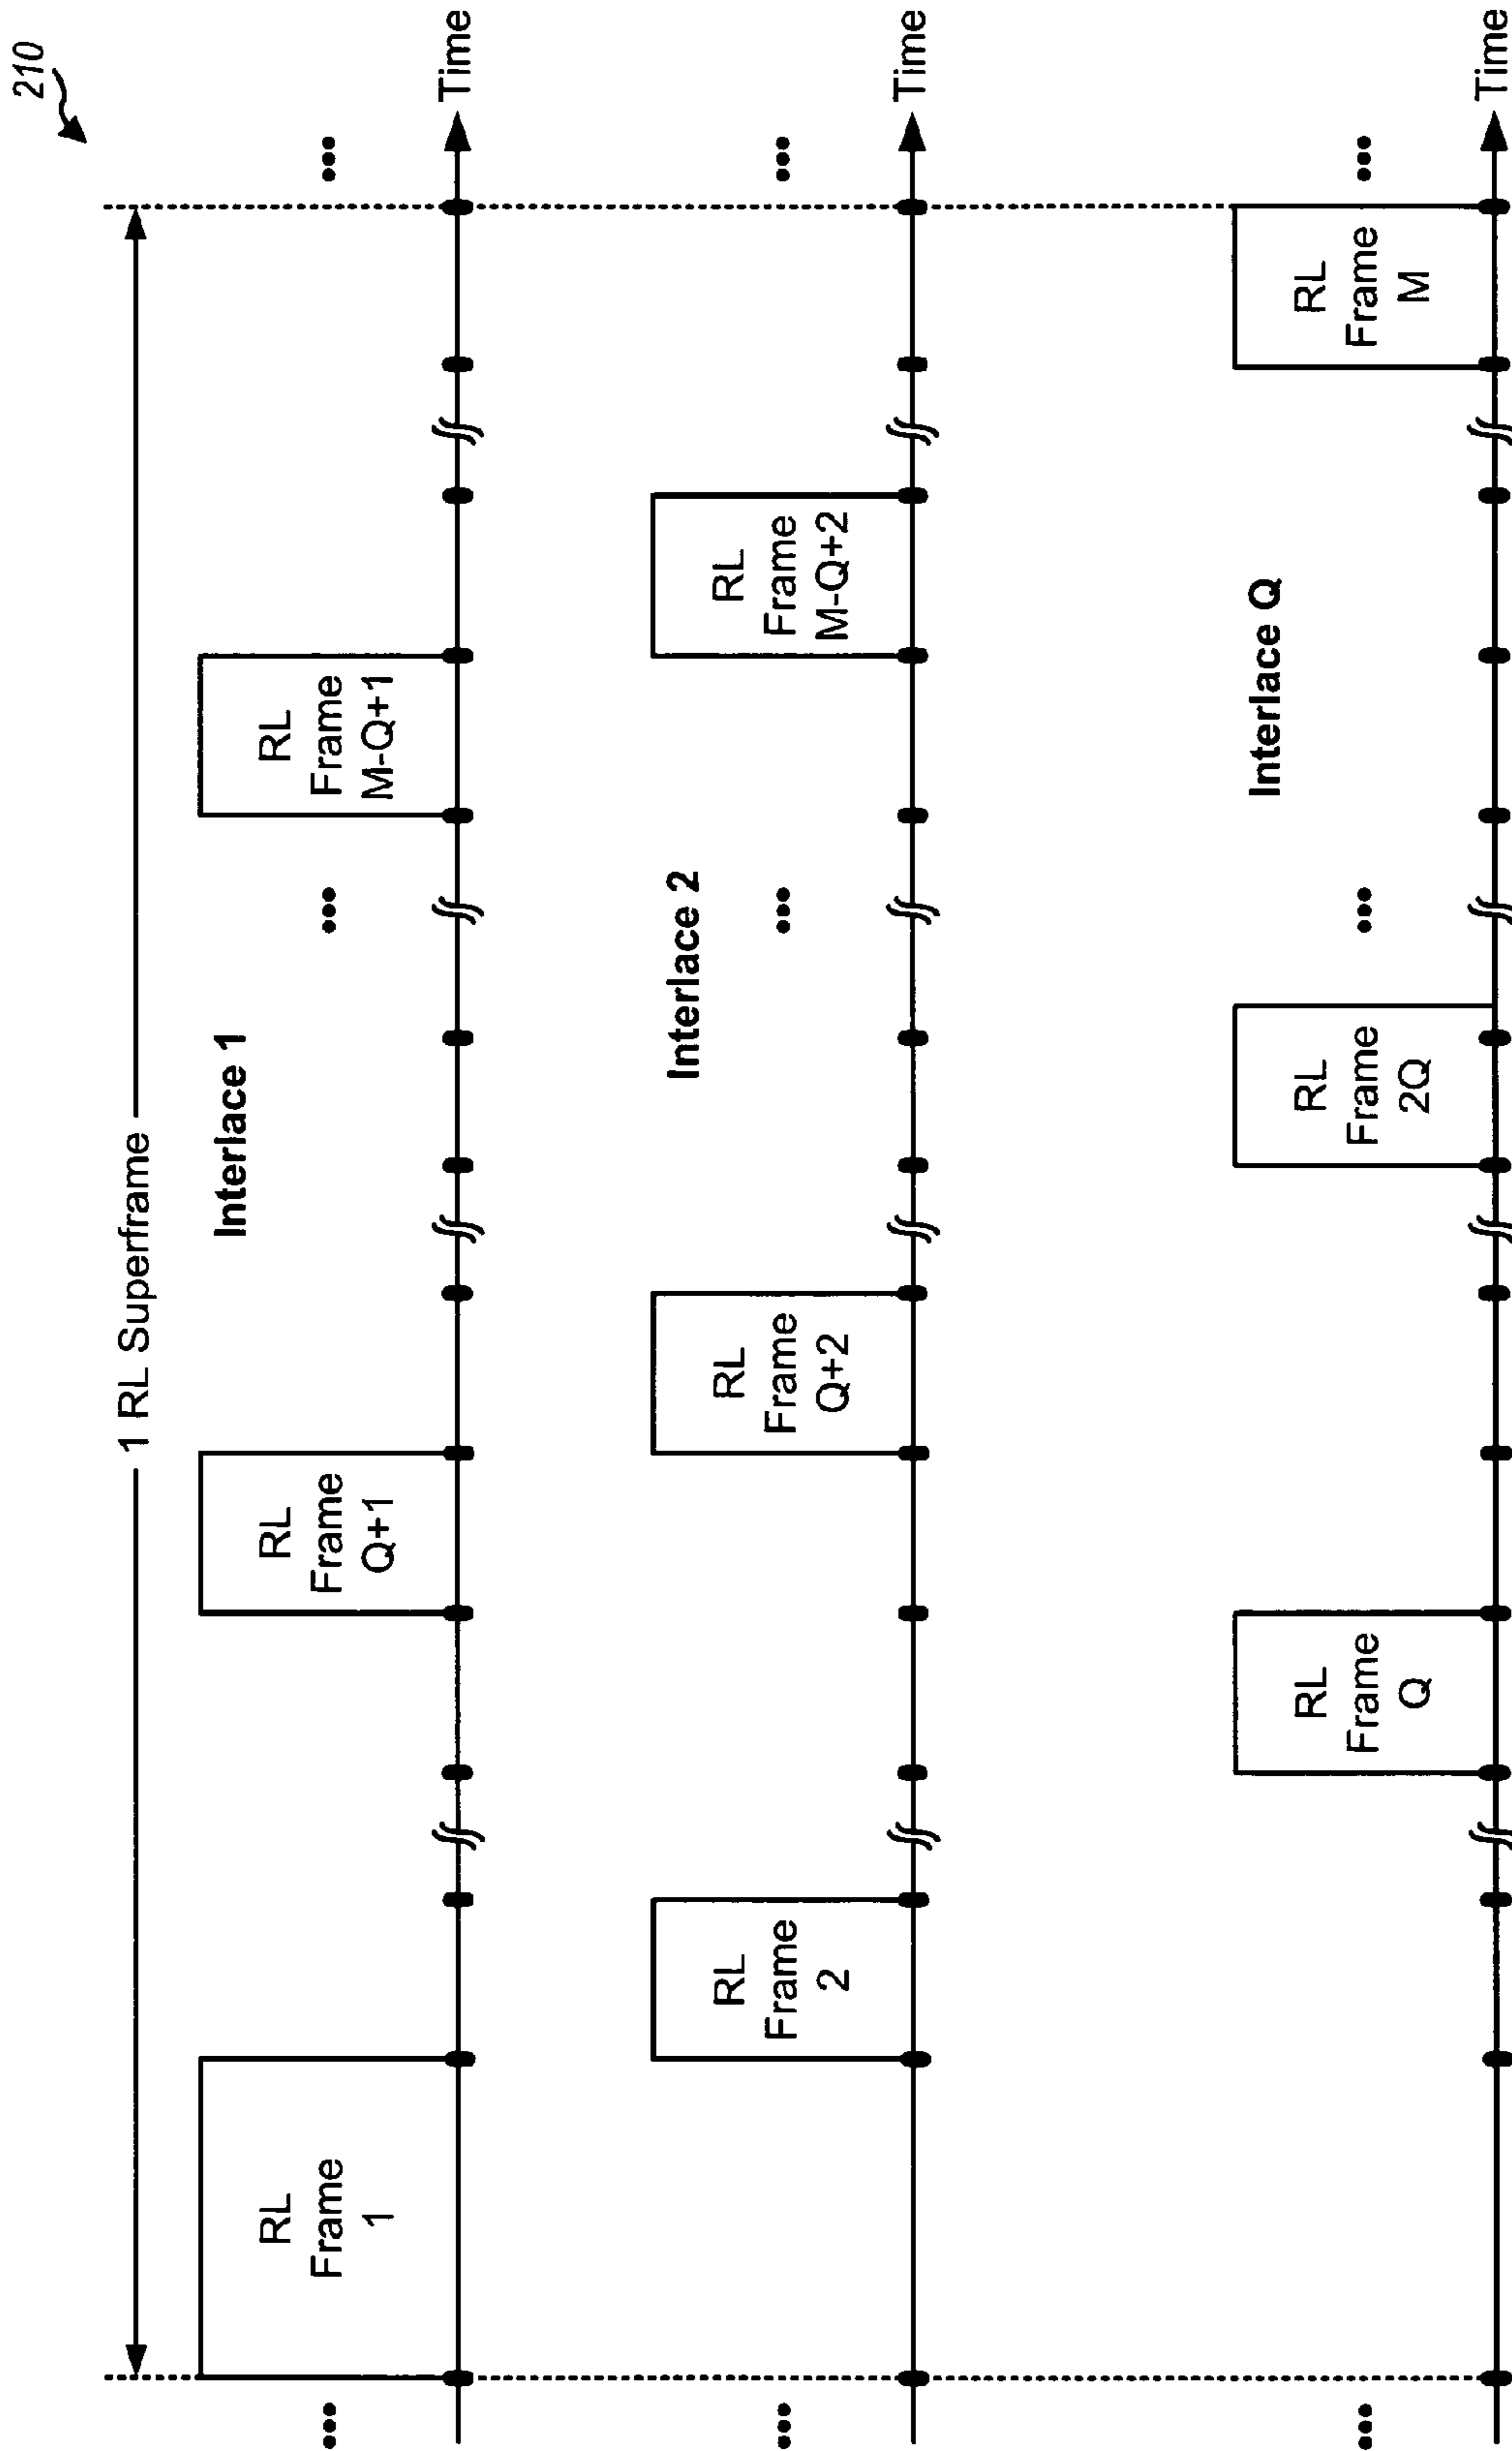 210
1 RL Superframe
Interlace 1
RL
Frame
1
RL
Frame
Q+1
RL
Frame
M-Q+1
Time
Interlace 2
RL
Frame
2
RL
Frame
Q+2
RL
Frame
M-Q+2
Time
Interlace Q
RL
Frame
Q
RL
Frame
2Q
RL
Frame
M
Time